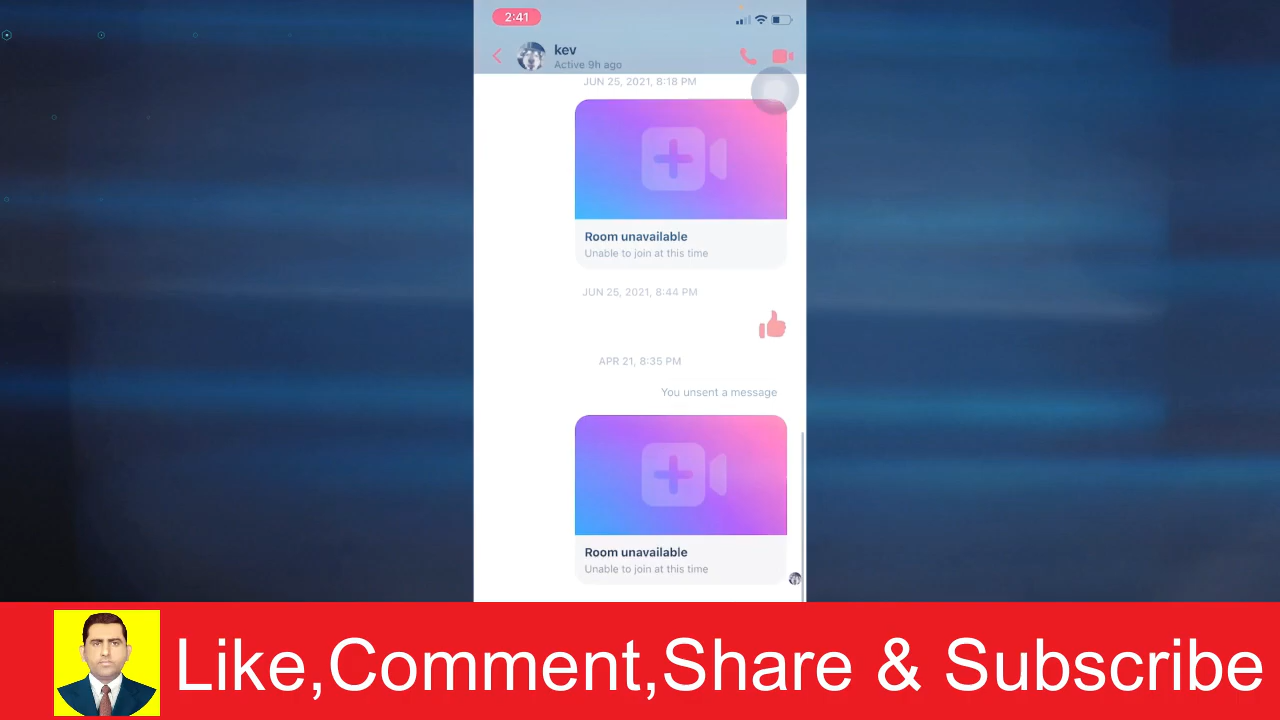 2:41
kev
Active 9h ago
JUN 25, 2021, 8:18 PM
Room unavailable
Unable to join at this time
JUN 25, 2021, 8:44 PM
APR 21, 8:35 PM
You unsent a message
Room unavailable
Unable to join at this time
Like,Comment,Share & Subscribe